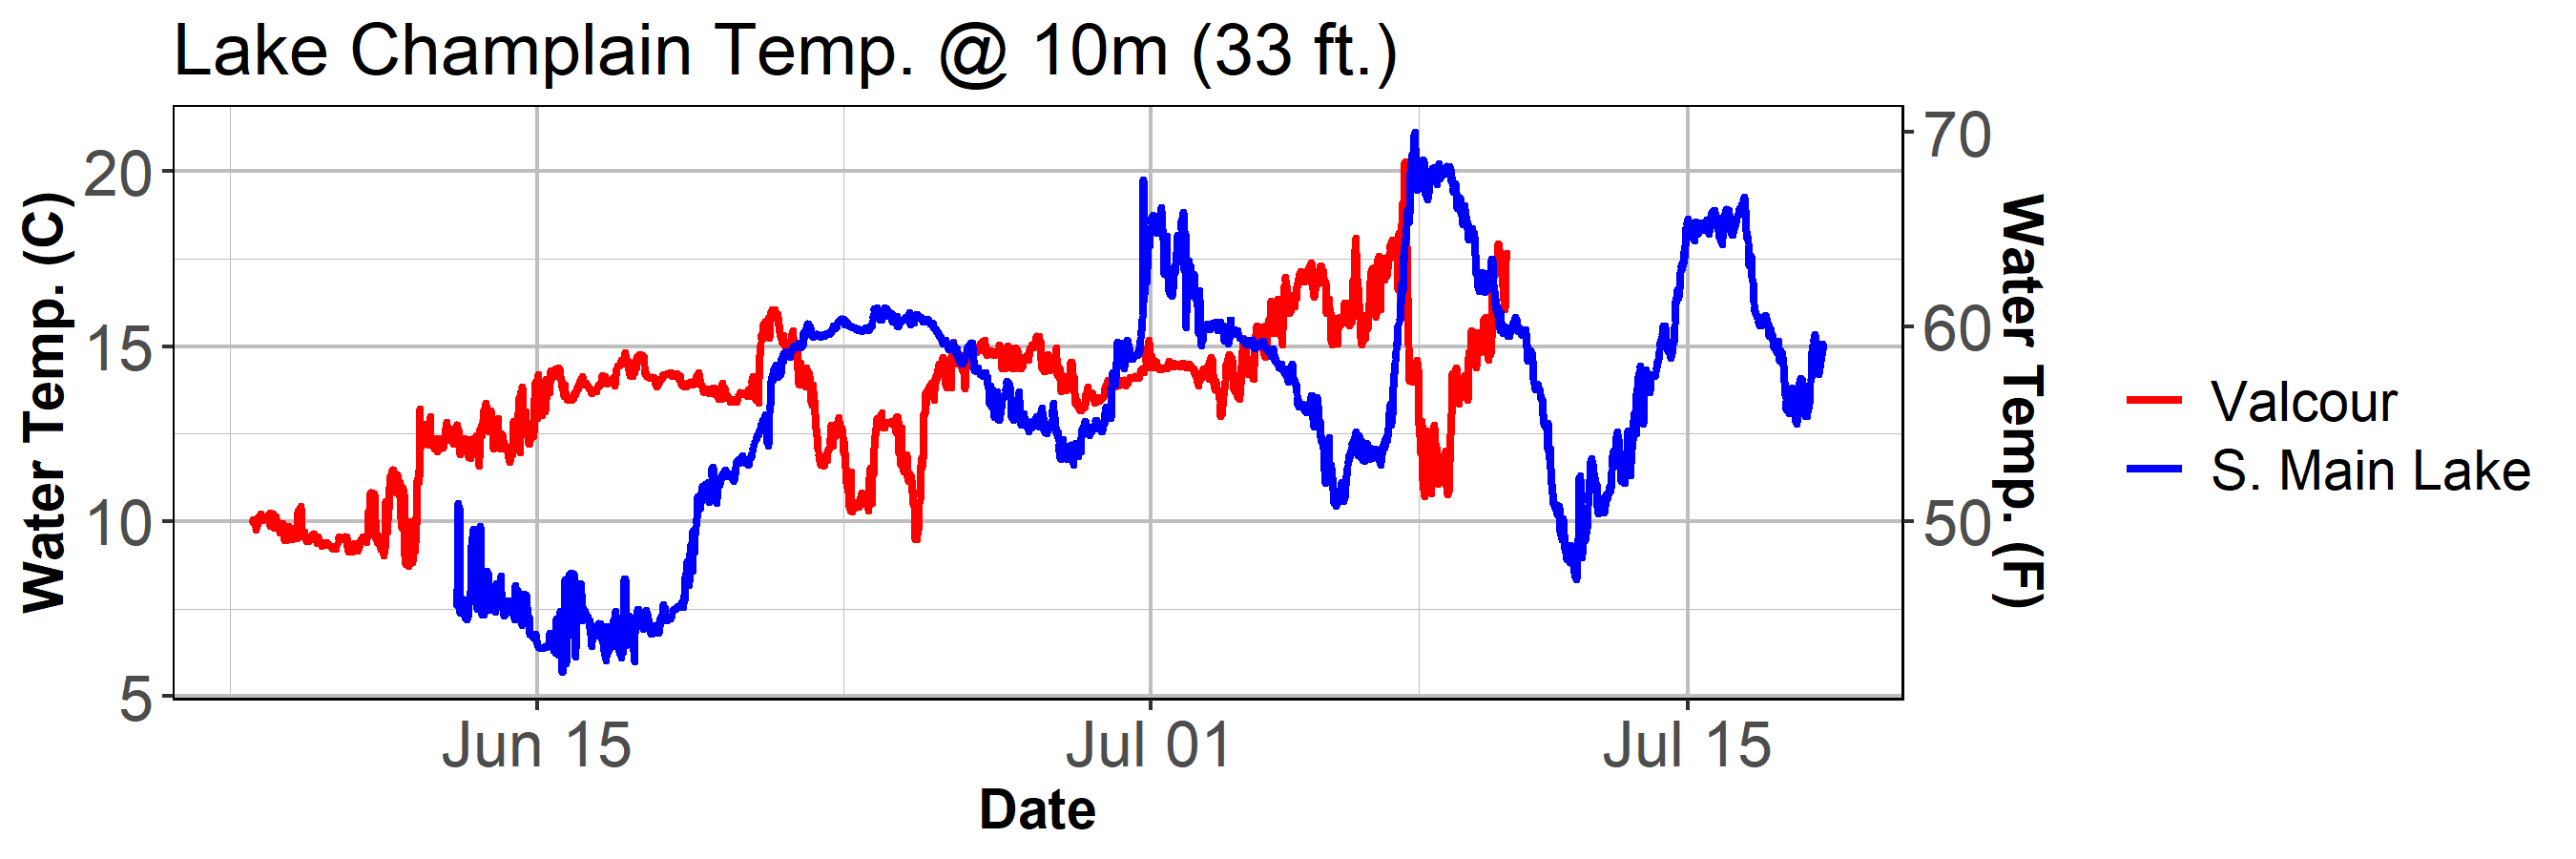 Lake Champlain Temp. @ 10m (33 ft.)
Water Temp. (C)
20
15
10
5
70
60
50
Water Temp. (F)
Jun 15
Jul 01
Jul 15
Date
Valcour
S. Main Lake